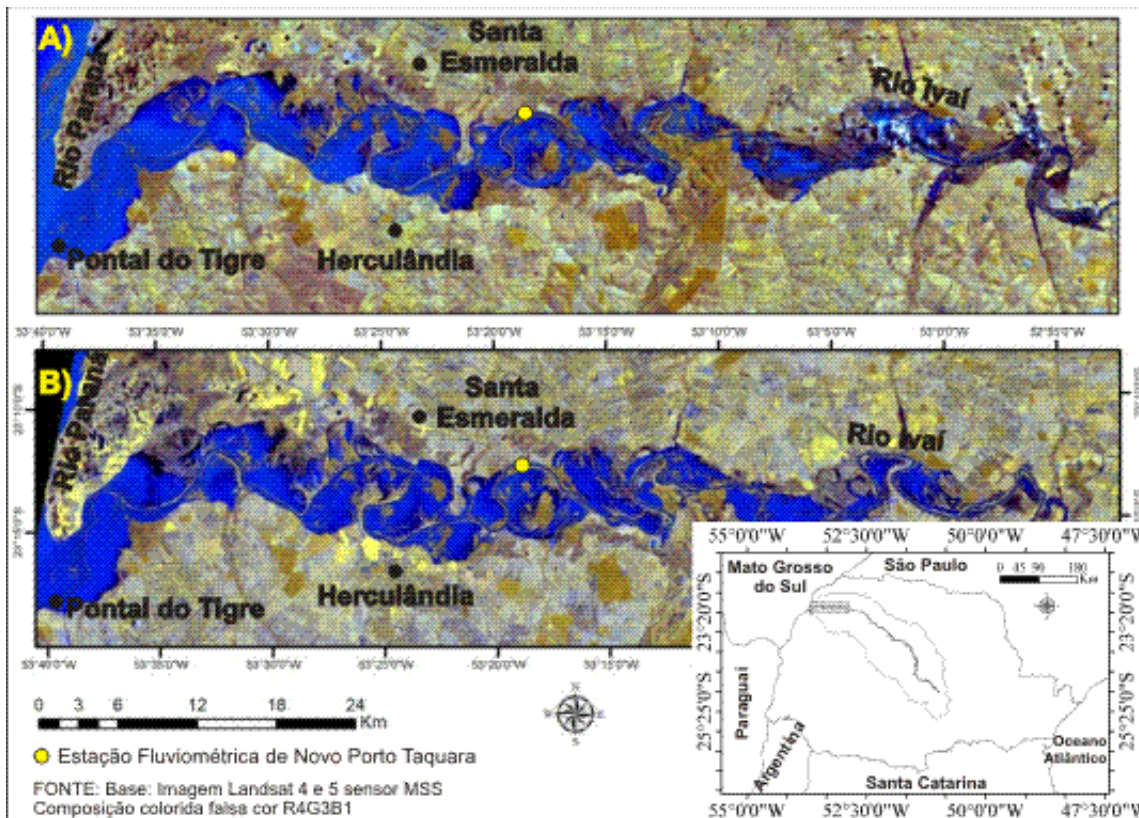 A)
Santa
Esmeralda
Rio Ivaí
Rio Paraná
Pontal do Tigre
Herculândia
53°40'0"W 53°35'0"W 53°30'0"W 53°25'0"W 53°20'0"W 53°15'0"W 53°10'0"W 53°0'0"W
B)
Santa
Esmeralda
Rio Ivaí
Rio Paraná
Pontal do Tigre
Herculândia
53°40'0"W 53°35'0"W 53°30'0"W 53°25'0"W 53°20'0"W 53°15'0"W
0 3 6 12 18 24
Km
Estação Fluviométrica de Novo Porto Taquara
FONTE: Base: Imagem Landsat 4 e 5 sensor MSS
Composição colorida falsa cor R4G3B1
55°0'0"W 52°30'0"W 50°0'0"W 47°30'0"W
Mato Grosso
do Sul
São Paulo
0 45 90 180
Km
23°20'0"S 23°20'0"S
Paraguai
25°25'0"S 25°25'0"S
Argentina
Oceano
Atlântico
Santa Catarina
55°0'0"W 52°30'0"W 50°0'0"W 47°30'0"W